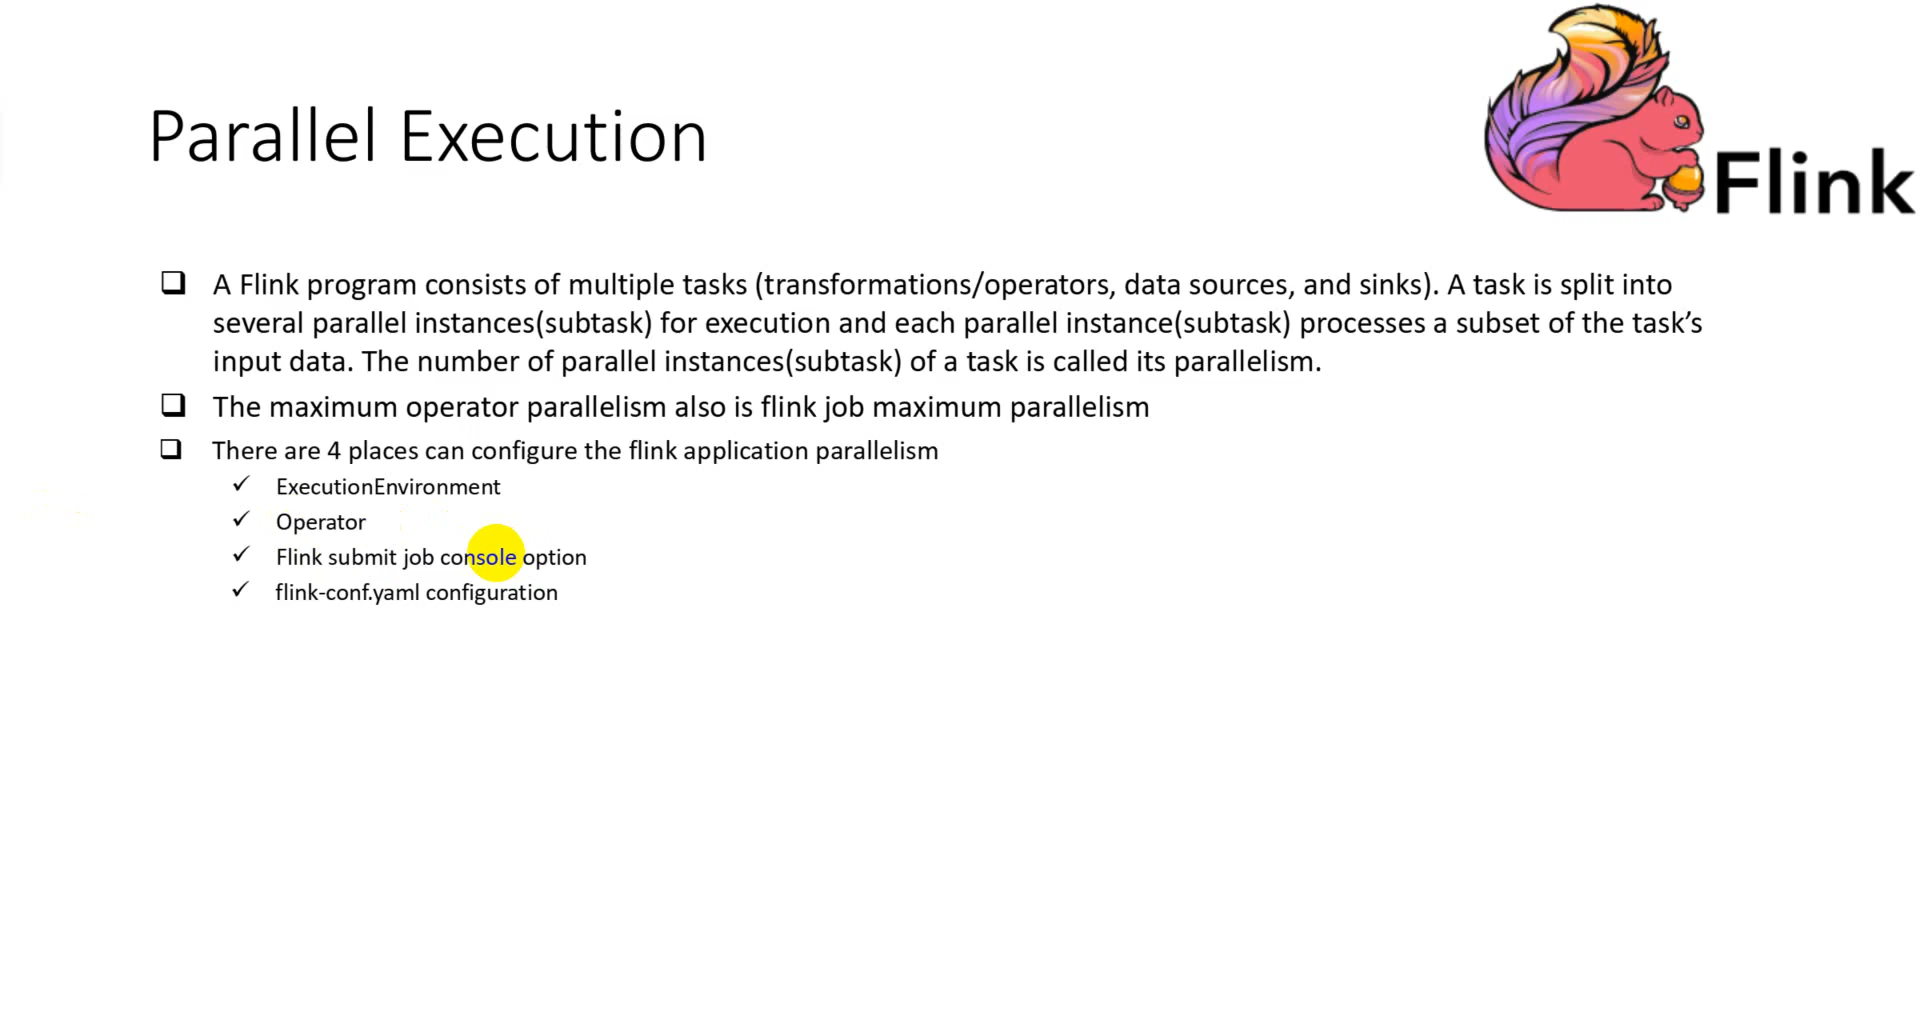 Parallel Execution
Flink
A Flink program consists of multiple tasks (transformations/operators, data sources, and sinks). A task is split into
several parallel instances(subtask) for execution and each parallel instance(subtask) processes a subset of the task’s
input data. The number of parallel instances(subtask) of a task is called its parallelism.
The maximum operator parallelism also is flink job maximum parallelism
There are 4 places can configure the flink application parallelism
ExecutionEnvironment
Operator
Flink submit job console option
flink-conf.yaml configuration